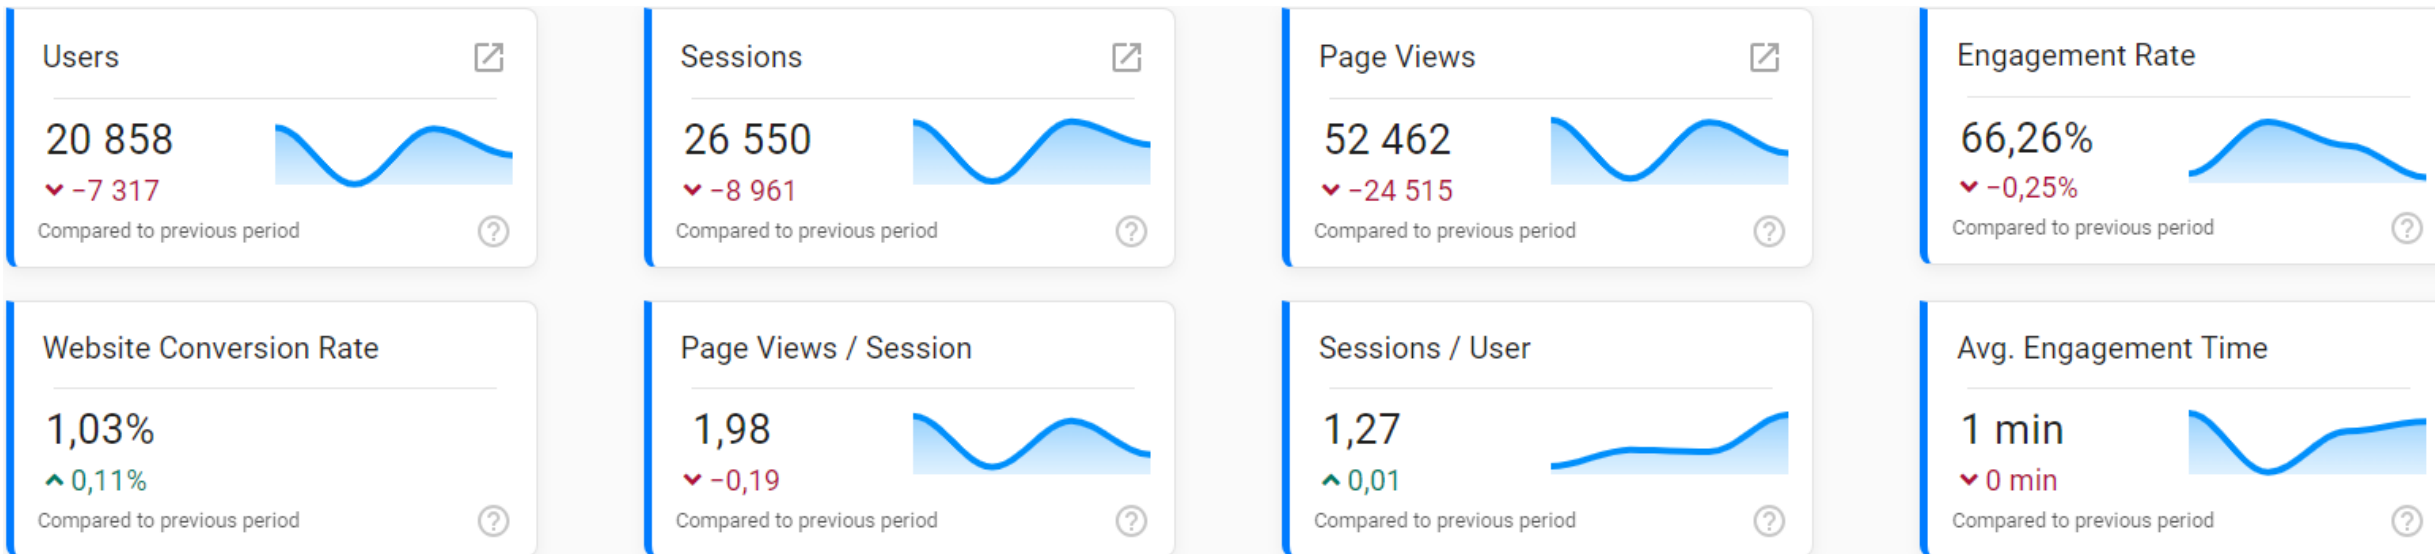 Users
20 858
−7 317
Compared to previous period
Sessions
26 550
−8 961
Compared to previous period
Page Views
52 462
−24 515
Compared to previous period
Engagement Rate
66,26%
−0,25%
Compared to previous period
Website Conversion Rate
1,03%
0,11%
Compared to previous period
Page Views / Session
1,98
−0,19
Compared to previous period
Sessions / User
1,27
0,01
Compared to previous period
Avg. Engagement Time
1 min
0 min
Compared to previous period